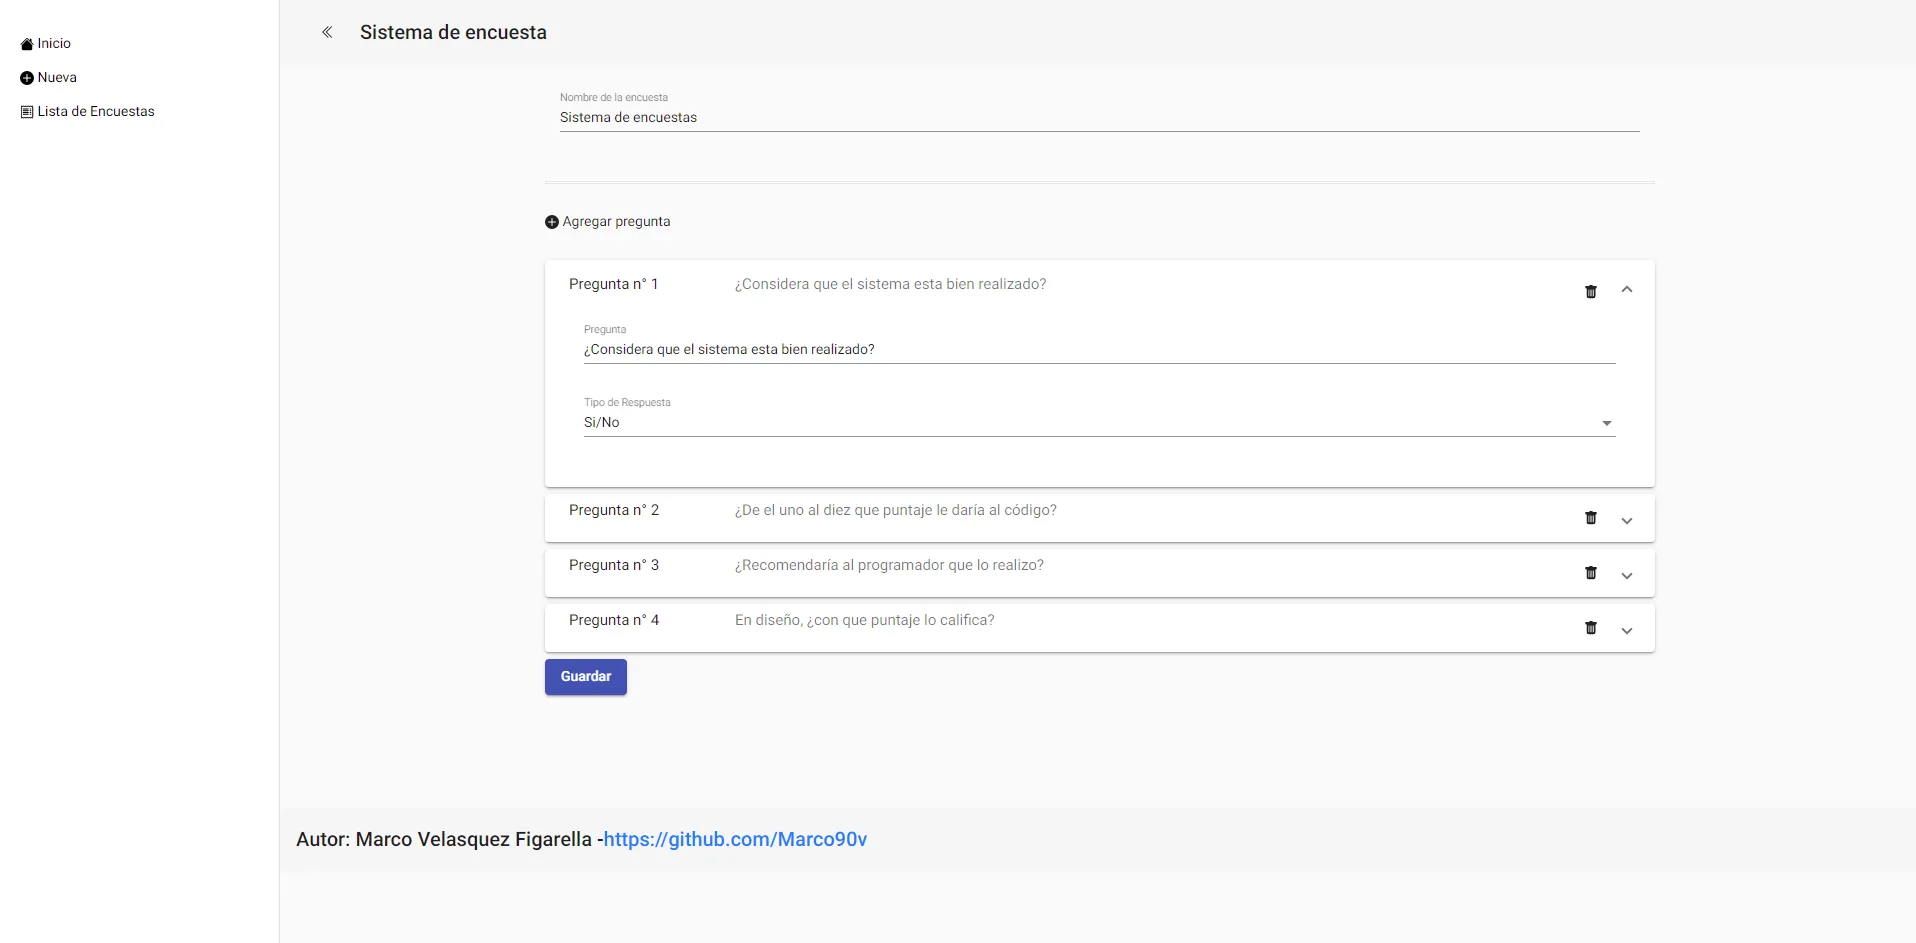 Inicio
Nueva
Lista de Encuestas
Sistema de encuesta
Nombre de la encuesta
Sistema de encuestas
Agregar pregunta
Pregunta n° 1 ¿Considera que el sistema esta bien realizado?
Pregunta
¿Considera que el sistema esta bien realizado?
Tipo de Respuesta
Si/No
Pregunta n° 2 ¿De el uno al diez que puntaje le daría al código?
Pregunta n° 3 ¿Recomendaría al programador que lo realizo?
Pregunta n° 4 En diseño, ¿con que puntaje lo califica?
Guardar
Autor: Marco Velasquez Figarella -https://github.com/Marco90v